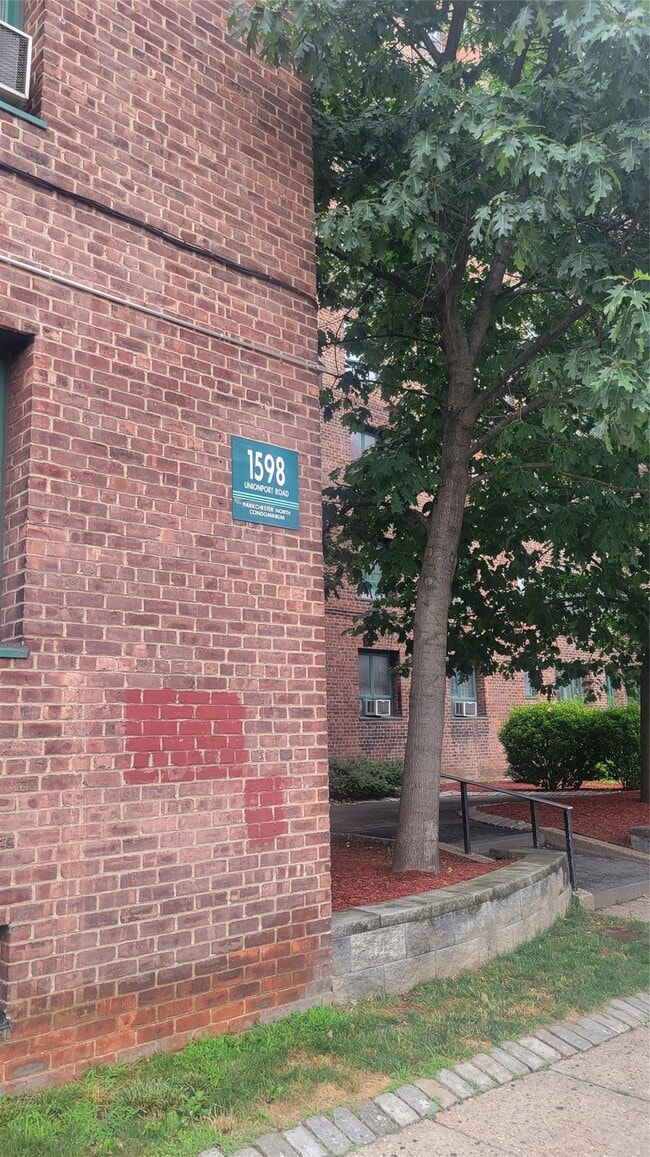 1598
UNIONPORT ROAD
PARKCHESTER NORTH
CONDOMINIUM